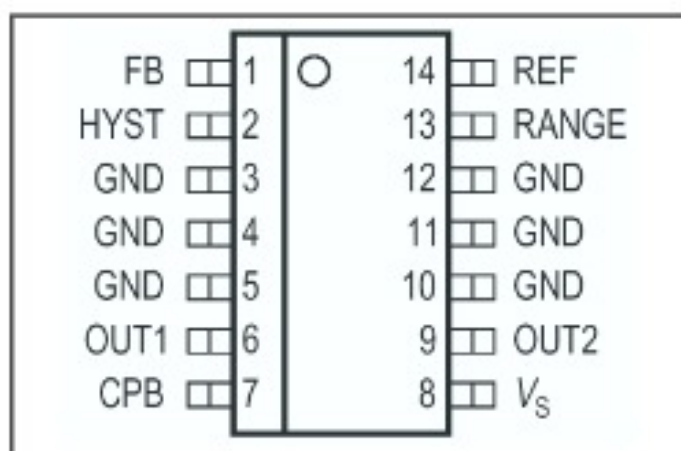 FB 1 14 REF
HYST 2 13 RANGE
GND 3 12 GND
GND 4 11 GND
GND 5 10 GND
OUT1 6 9 OUT2
CPB 7 8 VS